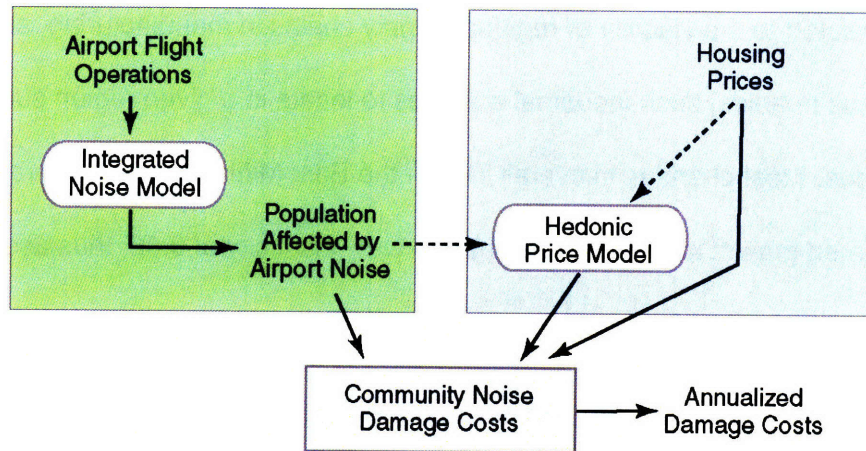 Airport Flight
Operations
Integrated
Noise Model
Population
Affected by
Airport Noise
Housing
Prices
Hedonic
Price Model
Community Noise
Damage Costs
Annualized
Damage Costs